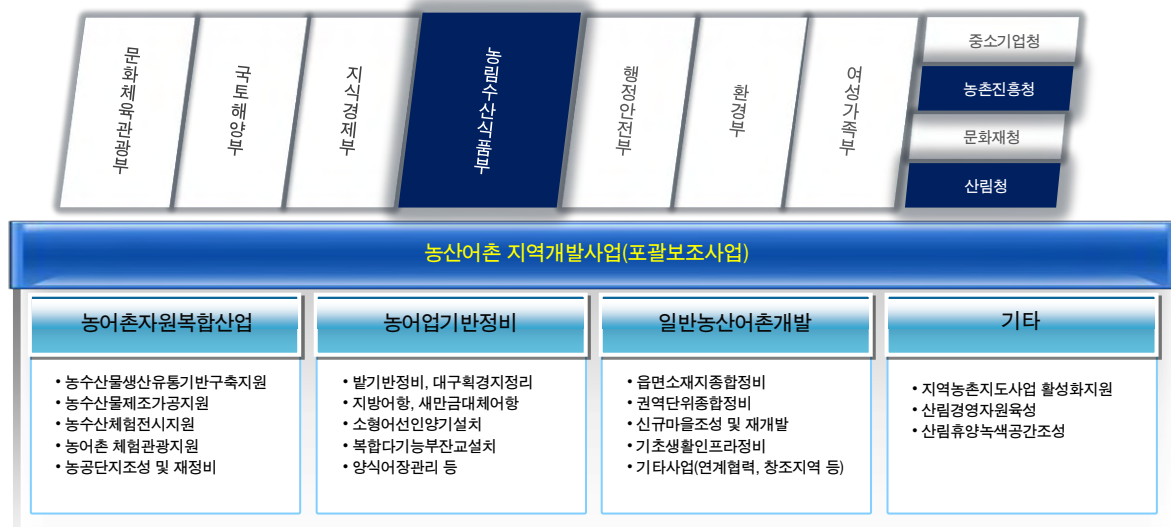 문화체육관광부
국토해양부
지식경제부
농림수산식품부
행정안전부
환경부
여성가족부
중소기업청
농촌진흥청
문화재청
산림청
농산어촌 지역개발사업(포괄보조사업)
농어촌자원복합산업
• 농수산물생산유통기반구축지원
• 농수산물제조가공지원
• 농수산체험전시지원
• 농어촌 체험관광지원
• 농공단지조성 및 재정비
농어업기반정비
• 밭기반정비, 대구획경지정리
• 지방어항, 새만금대체어항
• 소형어선인양기설치
• 복합다기능부잔교설치
• 양식어장관리 등
일반농산어촌개발
• 읍면소재지종합정비
• 권역단위종합정비
• 신규마을조성 및 재개발
• 기초생활인프라정비
• 기타사업(연계협력, 창조지역 등)
기타
• 지역농촌지도사업 활성화지원
• 산림경영자원육성
• 산림휴양녹색공간조성